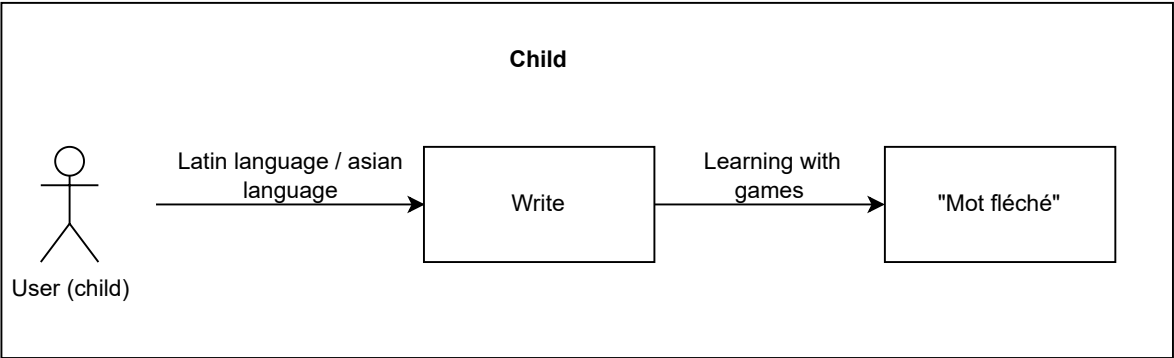 Child
Latin language / asian
language
Learning with
games
Write
"Mot fléché"
User (child)